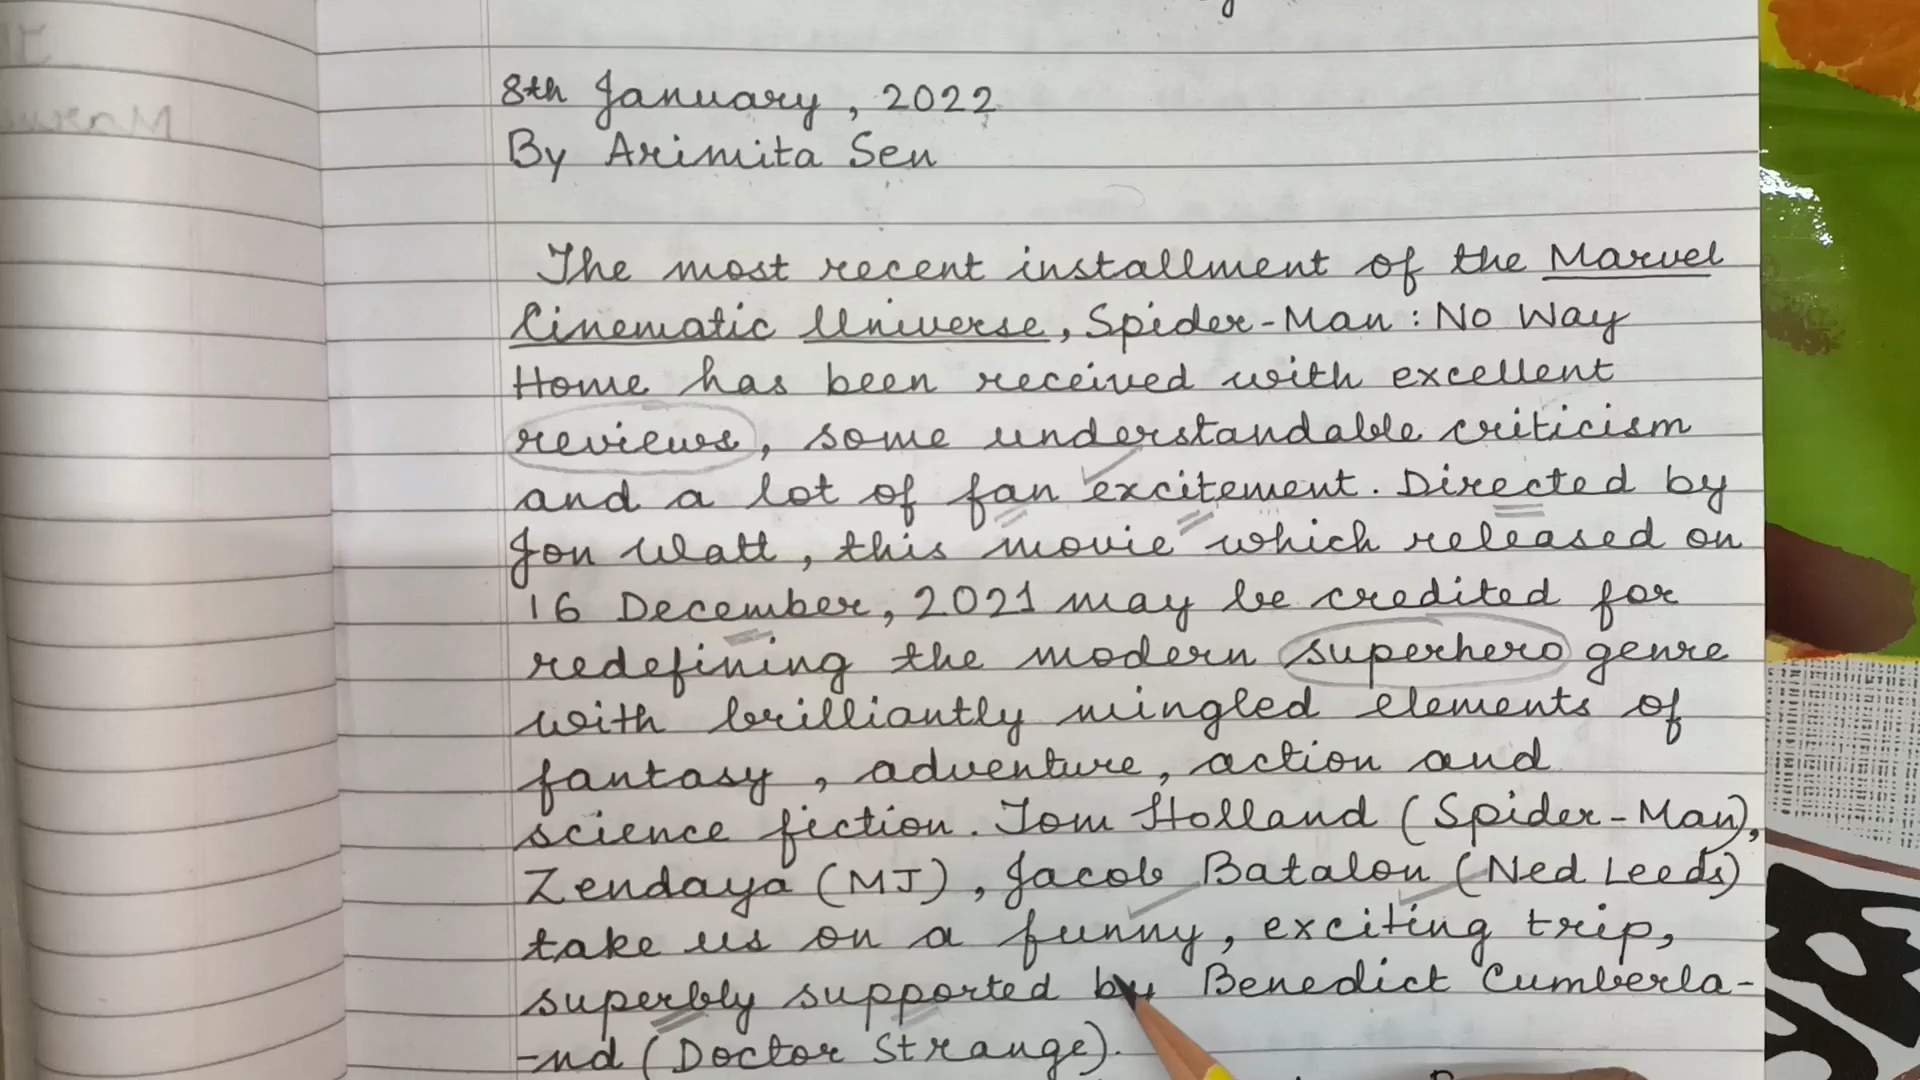 8th January, 2022
By Arimita Sen
The most recent installment of the Marvel
Cinematic Universe, Spider-Man: No Way
Home has been received with excellent
reviews, some understandable criticism
and a lot of fan excitement. Directed by
Jon Watt, this movie which released on
16 December, 2021 may be credited for
redefining the modern superhero genre
with brilliantly mingled elements of
fantasy, adventure, action and
science fiction. Tom Holland (Spider-Man),
Zendaya (MJ), Jacob Batalon (Ned Leeds)
take us on a funny, exciting trip,
superbly supported by Benedict Cumberla-
-nd (Doctor Strange).